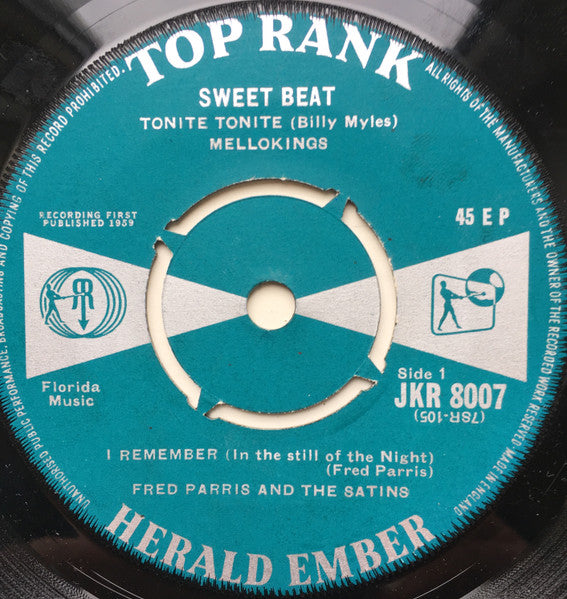 TOP RANK
SWEET BEAT
TONITE TONITE (Billy Myles)
MELLOKINGS
RECORDING FIRST
PUBLISHED 1959
45 E P
Florida
Music
Side 1
JKR 8007
(78R-105)
I REMEMBER (In the still of the Night)
(Fred Parris)
FRED PARRIS AND THE SATINS
HERALD EMBER
UNAUTHORISED PUBLIC PERFORMANCE, BROADCASTING AND COPYING OF THIS RECORD PROHIBITED.
ALL RIGHTS OF THE MANUFACTURERS AND THE OWNER OF THE RECORDED WORK RESERVED MADE IN ENGLAND